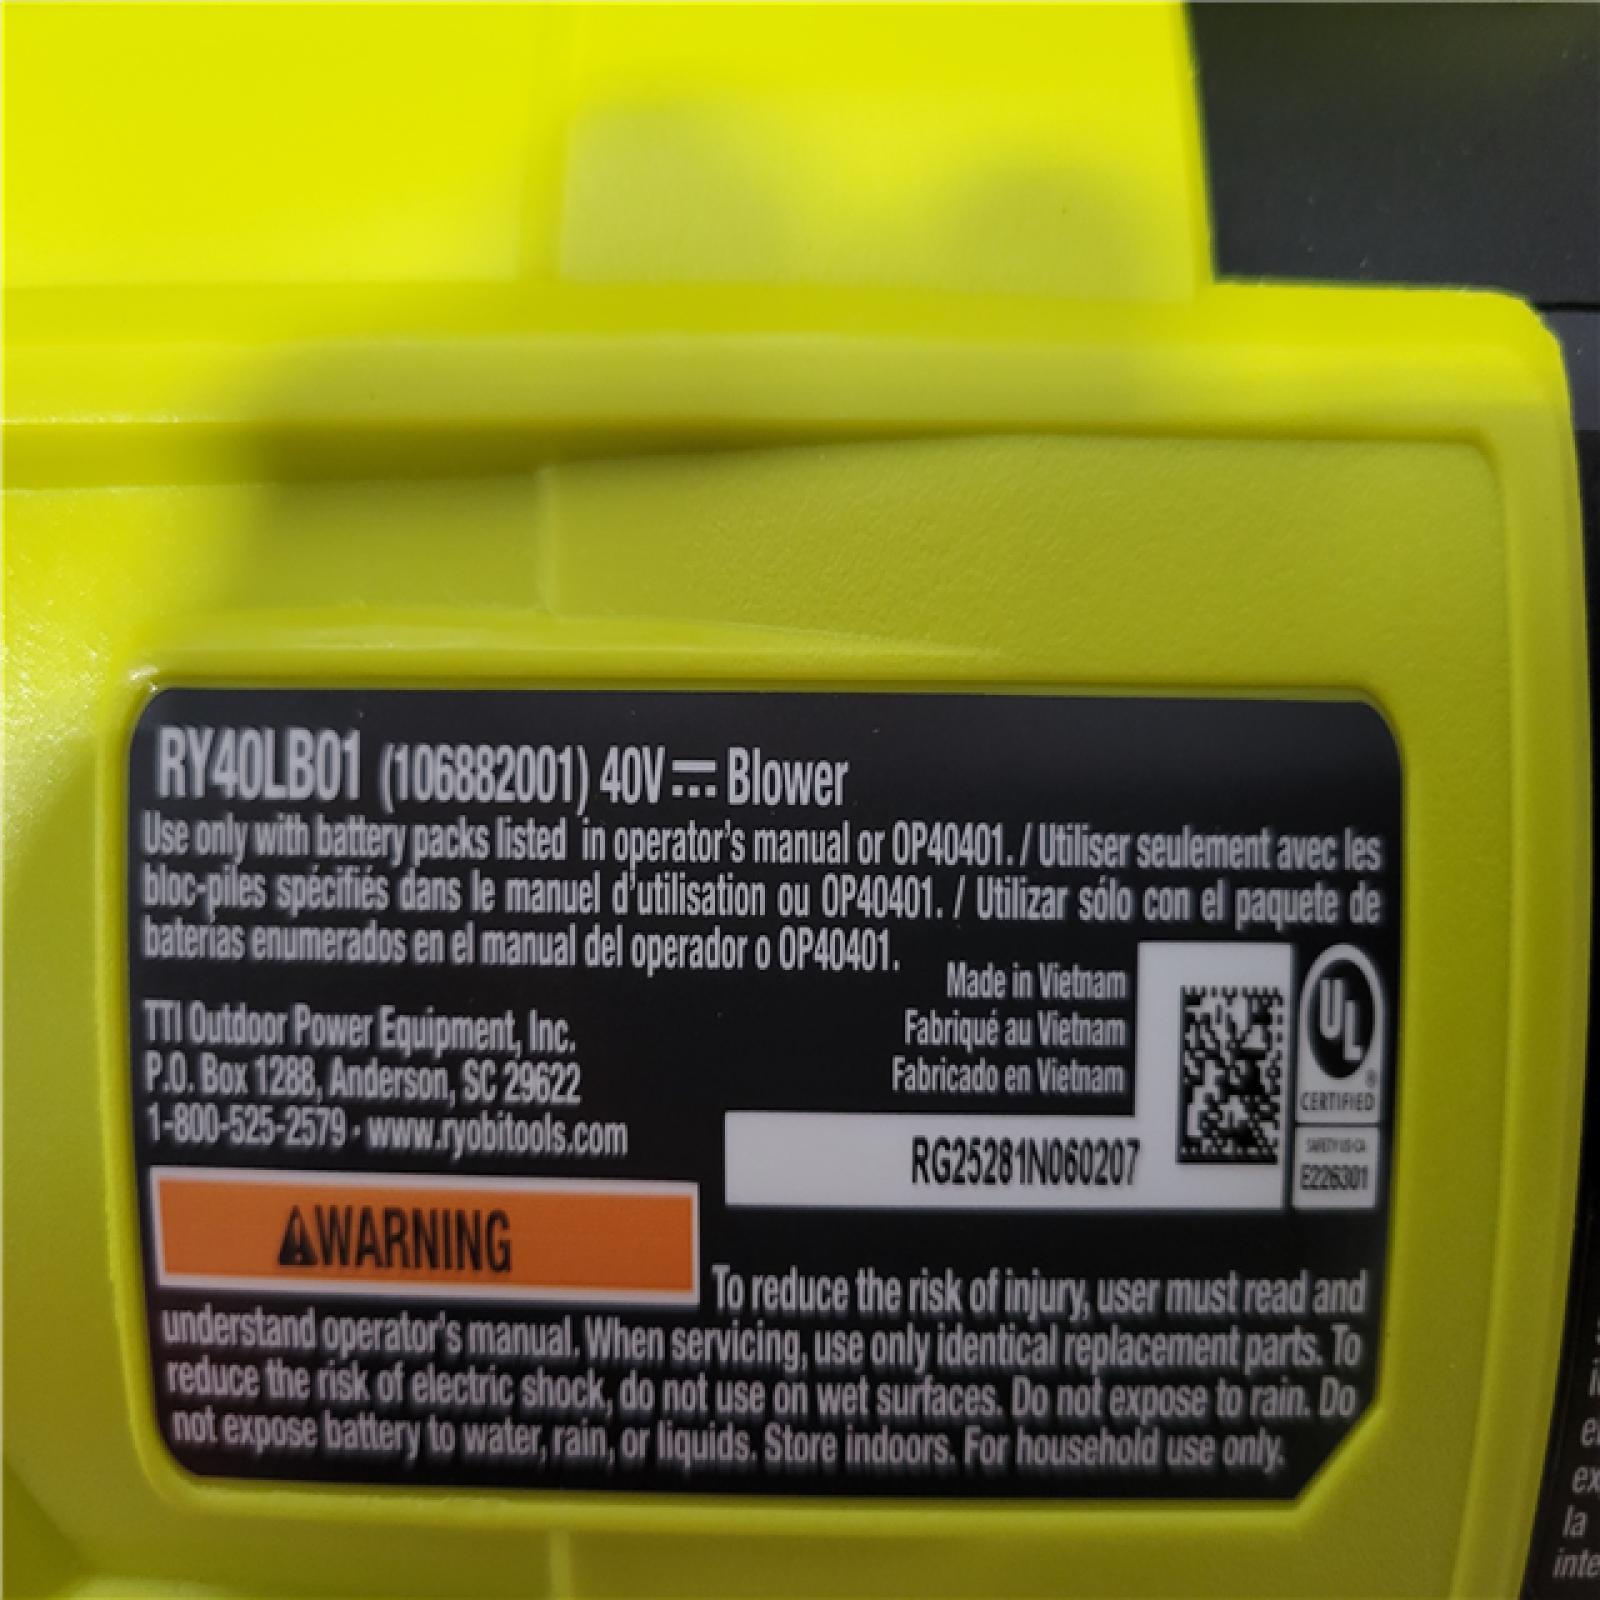 RY40LB01 (106882001) 40V Blower
Use only with battery packs listed in operator's manual or OP40401. / Utiliser seulement avec les
bloc-piles spécifiés dans le manuel d'utilisation ou OP40401. / Utilizar sólo con el paquete de
baterías enumerados en el manual del operador o OP40401.
Made in Vietnam
Fabriqué au Vietnam
Fabricado en Vietnam
TTI Outdoor Power Equipment, Inc.
P.O. Box 1288, Anderson, SC 29622
1-800-525-2579 · www.ryobitools.com
RG25281N060207
UL
®
CERTIFIED
SAFETY US-CA
E226301
WARNING
To reduce the risk of injury, user must read and
understand operator's manual. When servicing, use only identical replacement parts. To
reduce the risk of electric shock, do not use on wet surfaces. Do not expose to rain. Do
not expose battery to water, rain, or liquids. Store indoors. For household use only.
la